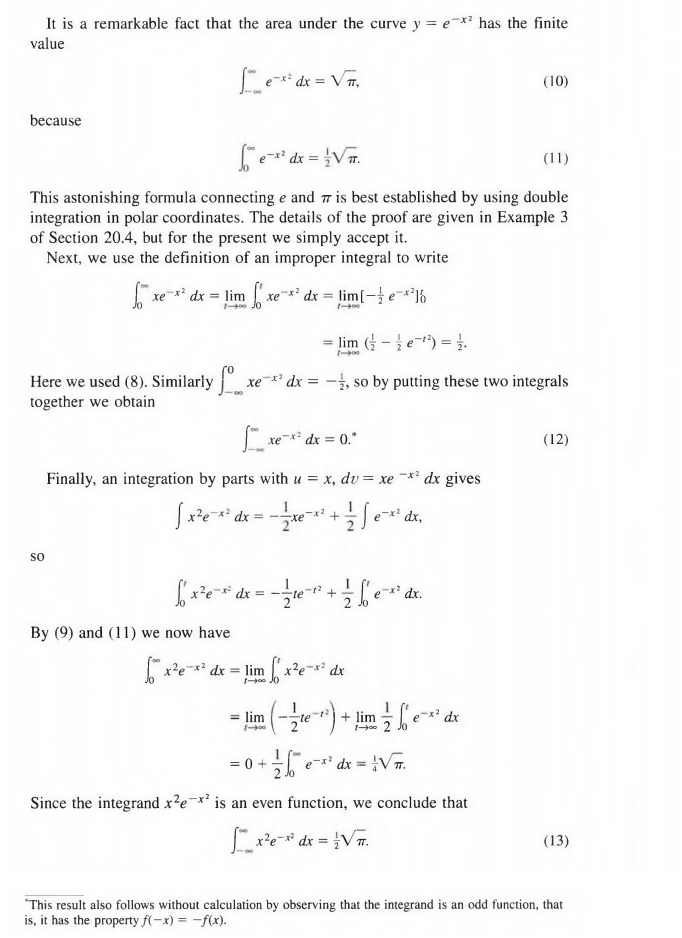 It is a remarkable fact that the area under the curve y = e^{−x²} has the finite
value
∫_{−∞}^{∞} e^{−x²} dx = √π, (10)
because
∫_0^∞ e^{−x²} dx = ½√π. (11)
This astonishing formula connecting e and π is best established by using double
integration in polar coordinates. The details of the proof are given in Example 3
of Section 20.4, but for the present we simply accept it.
Next, we use the definition of an improper integral to write
∫_0^∞ xe^{−x²} dx = lim_{t→∞} ∫_0^t xe^{−x²} dx = lim_{t→∞} [−½ e^{−x²}]_0^t
= lim_{t→∞} (½ − ½ e^{−t²}) = ½.
Here we used (8). Similarly ∫_{−∞}^0 xe^{−x²} dx = −½, so by putting these two integrals
together we obtain
∫_{−∞}^{∞} xe^{−x²} dx = 0.* (12)
Finally, an integration by parts with u = x, dv = xe^{−x²} dx gives
∫ x²e^{−x²} dx = −½xe^{−x²} + ½ ∫ e^{−x²} dx,
so
∫_0^t x²e^{−x²} dx = −½te^{−t²} + ½ ∫_0^t e^{−x²} dx.
By (9) and (11) we now have
∫_0^∞ x²e^{−x²} dx = lim_{t→∞} ∫_0^t x²e^{−x²} dx
= lim_{t→∞} (−½te^{−t²}) + lim_{t→∞} ½ ∫_0^t e^{−x²} dx
= 0 + ½ ∫_0^∞ e^{−x²} dx = ¼√π.
Since the integrand x²e^{−x²} is an even function, we conclude that
∫_{−∞}^{∞} x²e^{−x²} dx = ½√π. (13)
*This result also follows without calculation by observing that the integrand is an odd function, that
is, it has the property f(−x) = −f(x).